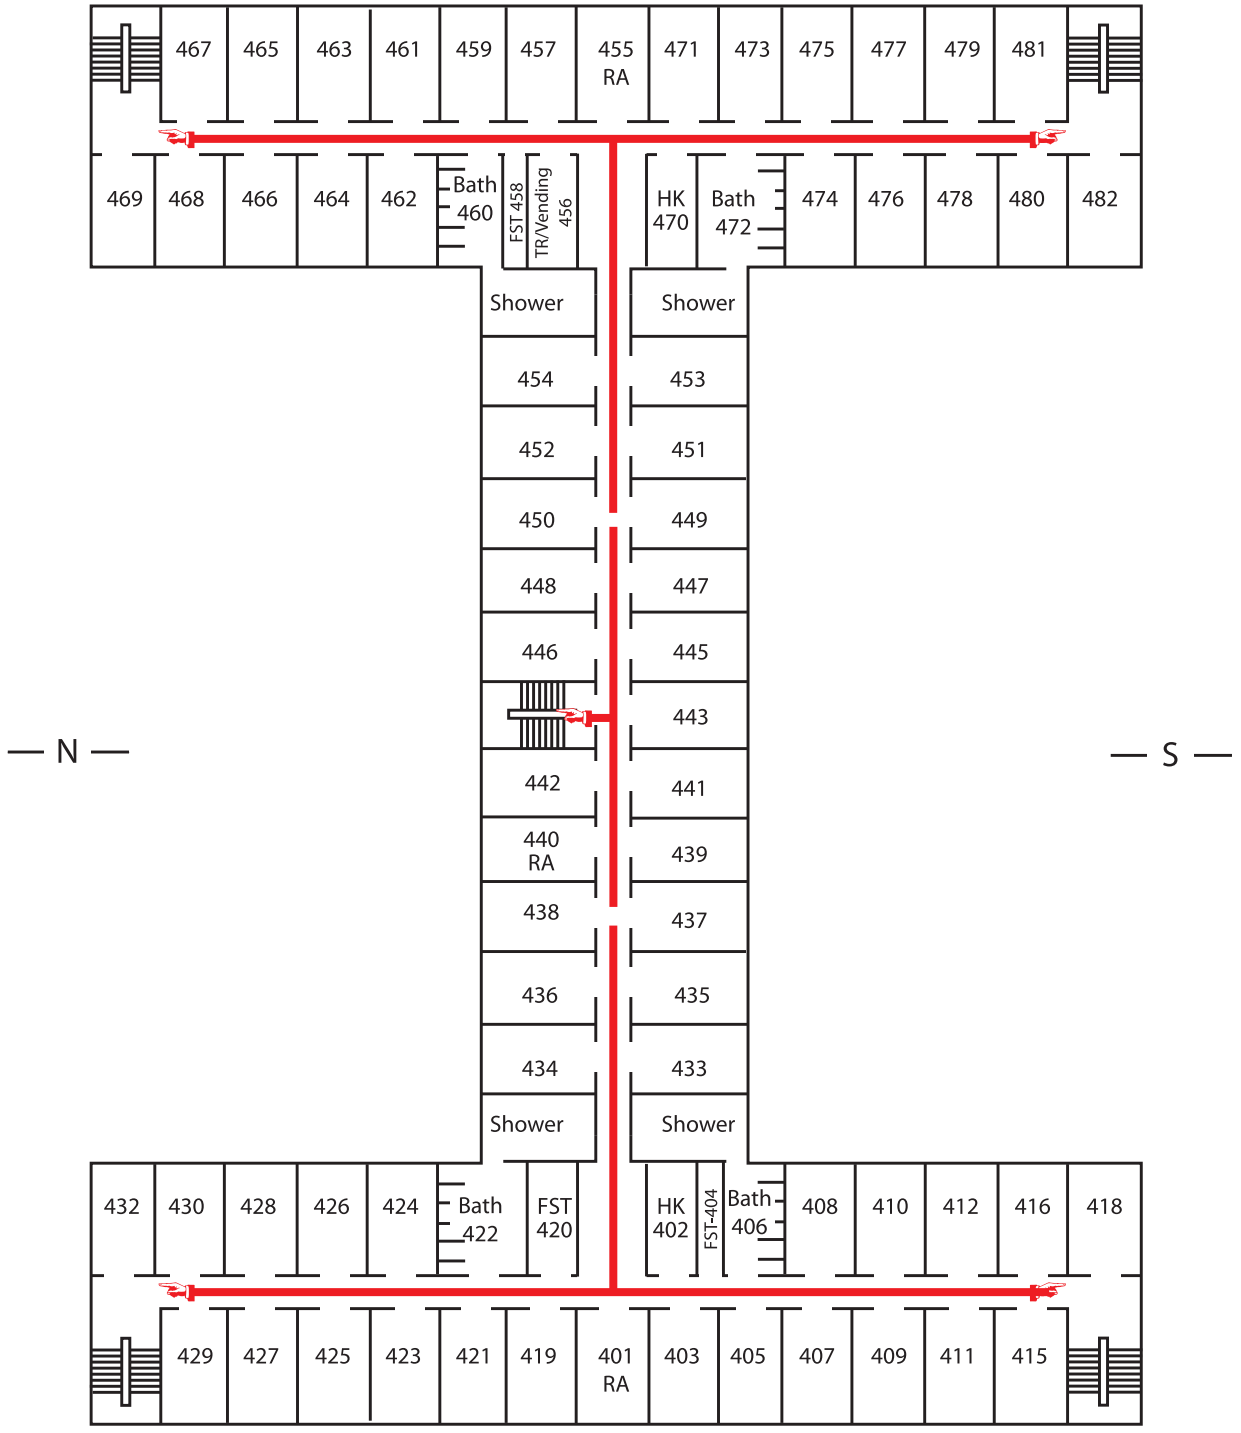 467 465 463 461 459 457 455 471 473 475 477 479 481
RA
469 468 466 464 462 Bath 460 FST 458 TR/Vending 456 HK 470 Bath 472 474 476 478 480 482
Shower Shower
454 453
452 451
450 449
448 447
446 445
443
N S
442 441
440 RA 439
438 437
436 435
434 433
Shower Shower
432 430 428 426 424 Bath 422 FST 420 HK 402 FST-404 Bath 406 408 410 412 416 418
429 427 425 423 421 419 401 403 405 407 409 411 415
RA